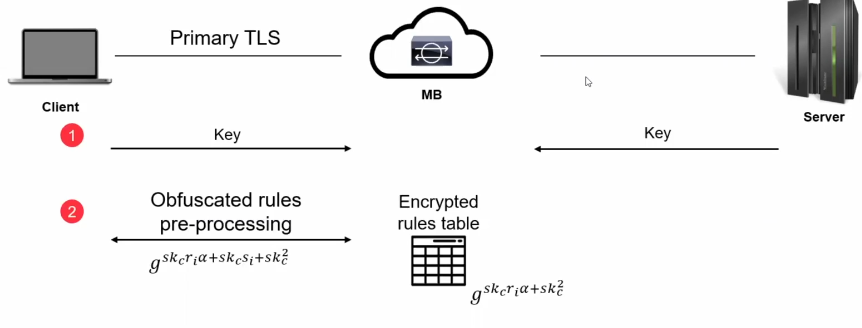 Primary TLS
MB
Client
Server
1
Key
Key
2
Obfuscated rules
pre-processing
Encrypted
rules table
g^{sk_c r_i α+sk_c s_i+sk_c^2}
g^{sk_c r_i α+sk_c^2}